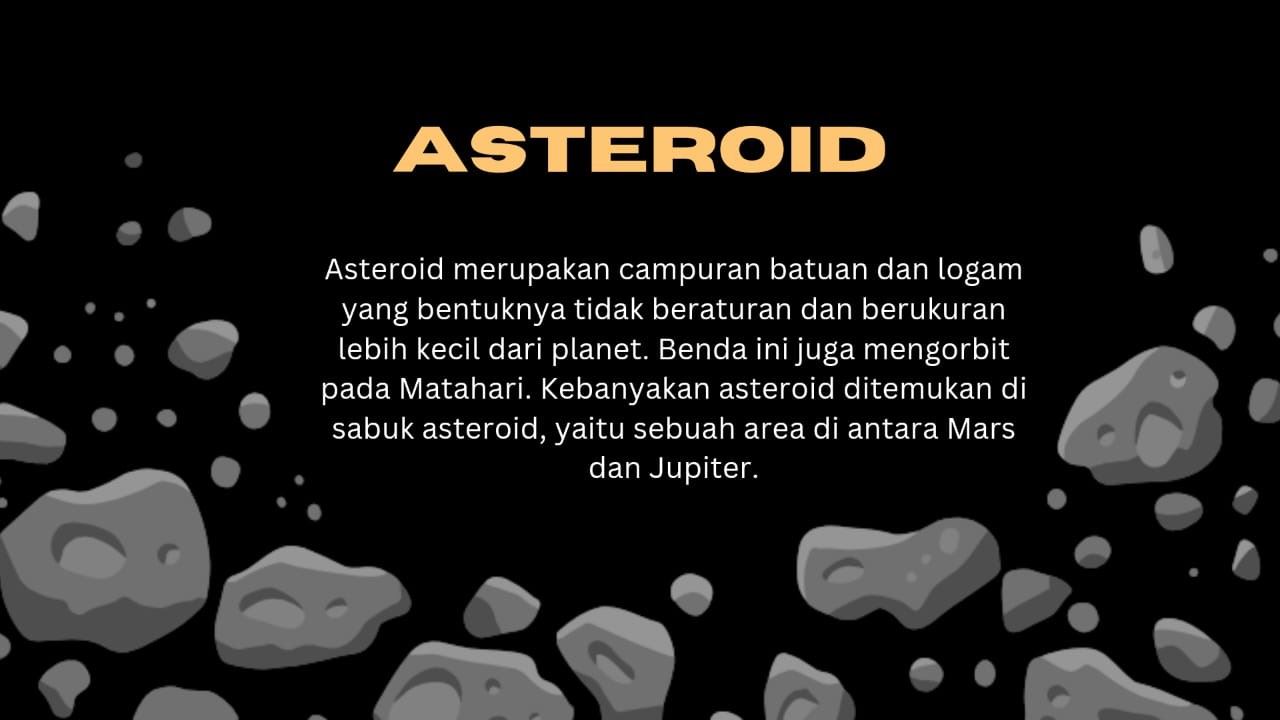 ASTEROID
Asteroid merupakan campuran batuan dan logam
yang bentuknya tidak beraturan dan berukuran
lebih kecil dari planet. Benda ini juga mengorbit
pada Matahari. Kebanyakan asteroid ditemukan di
sabuk asteroid, yaitu sebuah area di antara Mars
dan Jupiter.